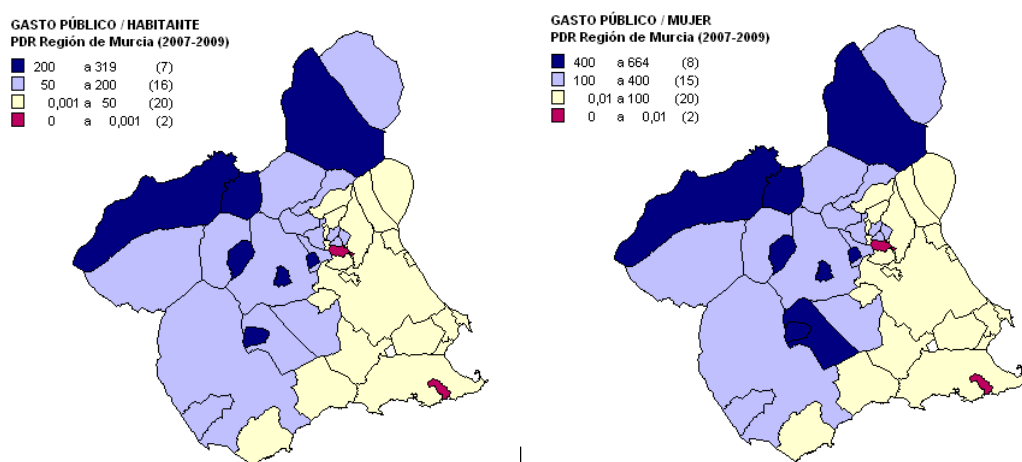 GASTO PÚBLICO / HABITANTE
PDR Región de Murcia (2007-2009)
200 a 319 (7)
50 a 200 (16)
0,001 a 50 (20)
0 a 0,001 (2)
GASTO PÚBLICO / MUJER
PDR Región de Murcia (2007-2009)
400 a 664 (8)
100 a 400 (15)
0,01 a 100 (20)
0 a 0,01 (2)